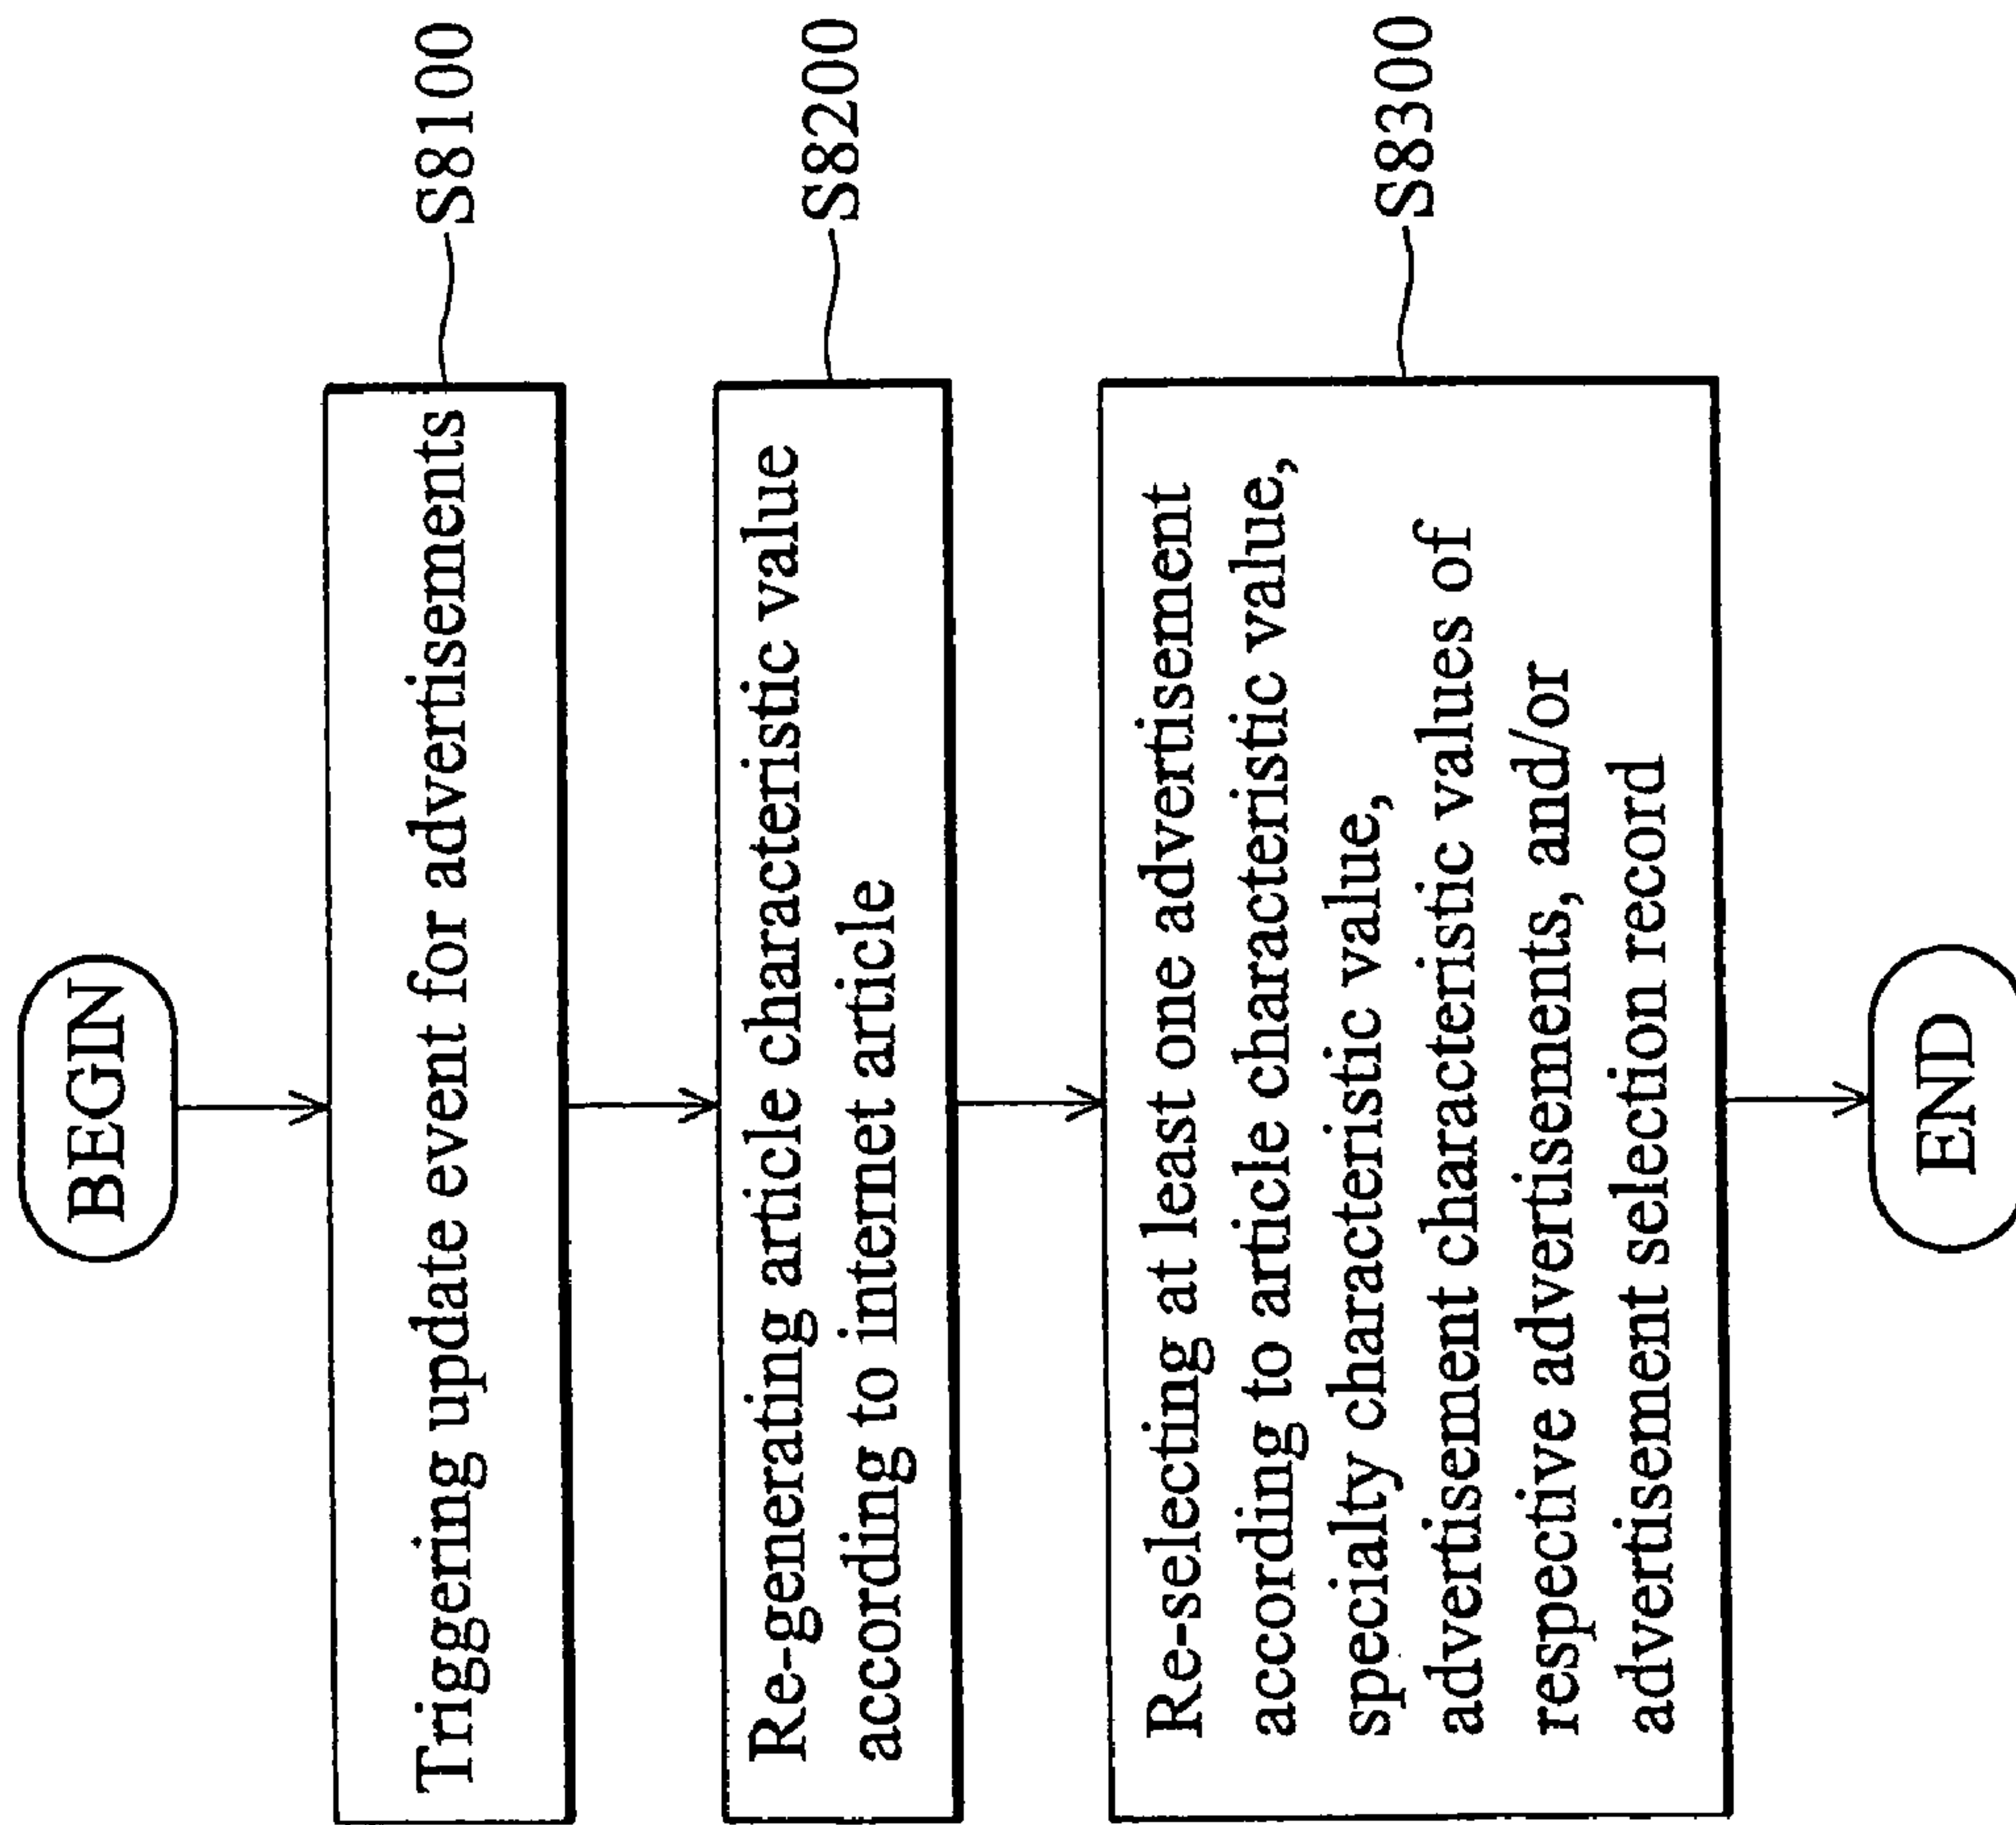 BEGIN
Triggering update event for advertisements
S8100
Re-generating article characteristic value
according to internet article
S8200
Re-selecting at least one advertisement
according to article characteristic value,
specialty characteristic value,
advertisement characteristic values of
respective advertisements, and/or
advertisement selection record
S8300
END